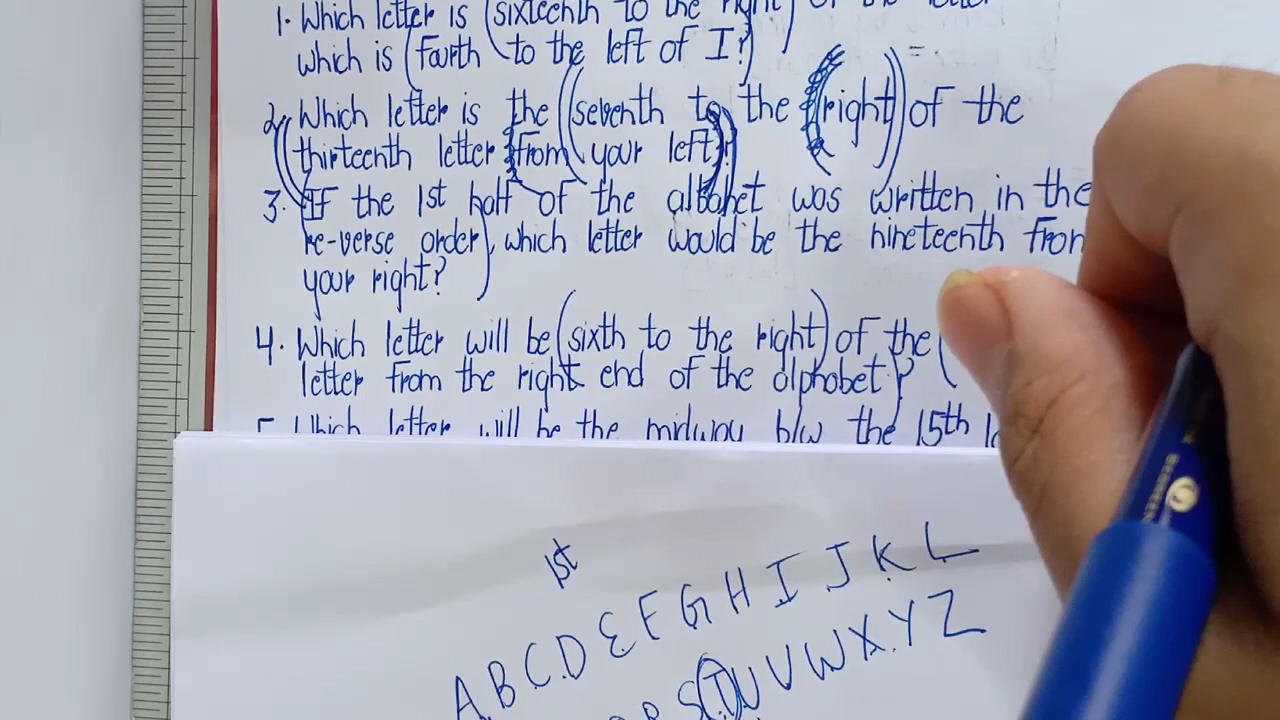 1. Which letter is (sixteenth to the right) of the letter
which is (fourth to the left of I?)
2. Which letter is the (seventh to the (right) of the
thirteenth letter from your left)?
3. If the 1st half of the alphabet was written in the
re-verse order), which letter would be the nineteenth from
your right?
4. Which letter will be (sixth to the right) of the (
letter from the right end of the alphabet)?
5. Which letter will be the midway b/w the 15th
1st
A B C D E F G H I J K L
R S T U V W X Y Z